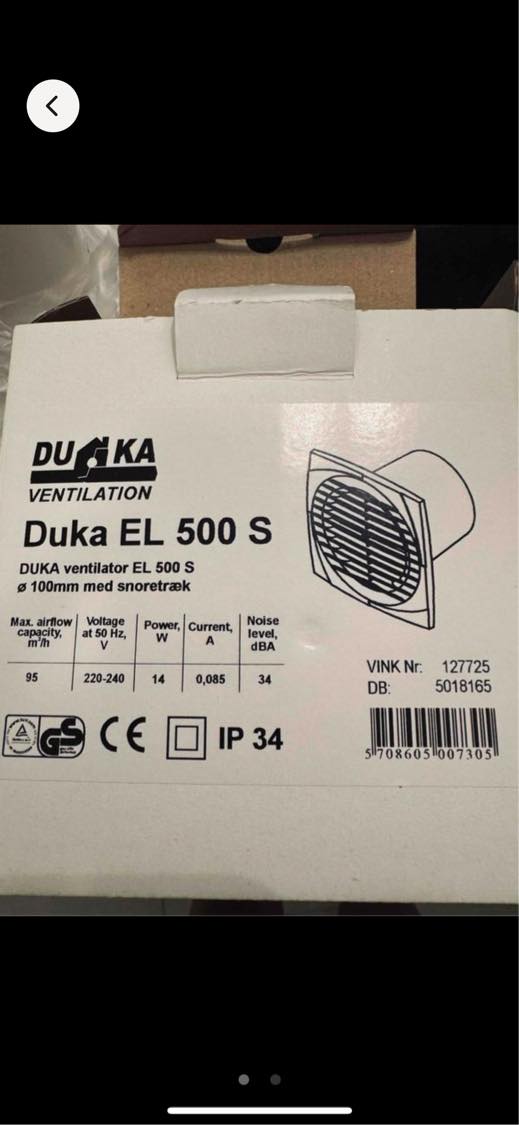 DUKA
VENTILATION
Duka EL 500 S
DUKA ventilator EL 500 S
ø 100mm med snoretræk
Max. airflow capacity, m³/h | Voltage at 50 Hz, V | Power, W | Current, A | Noise level, dBA
95 | 220-240 | 14 | 0,085 | 34
VINK Nr: 127725
DB: 5018165
GS CE IP 34
5 708605 007305